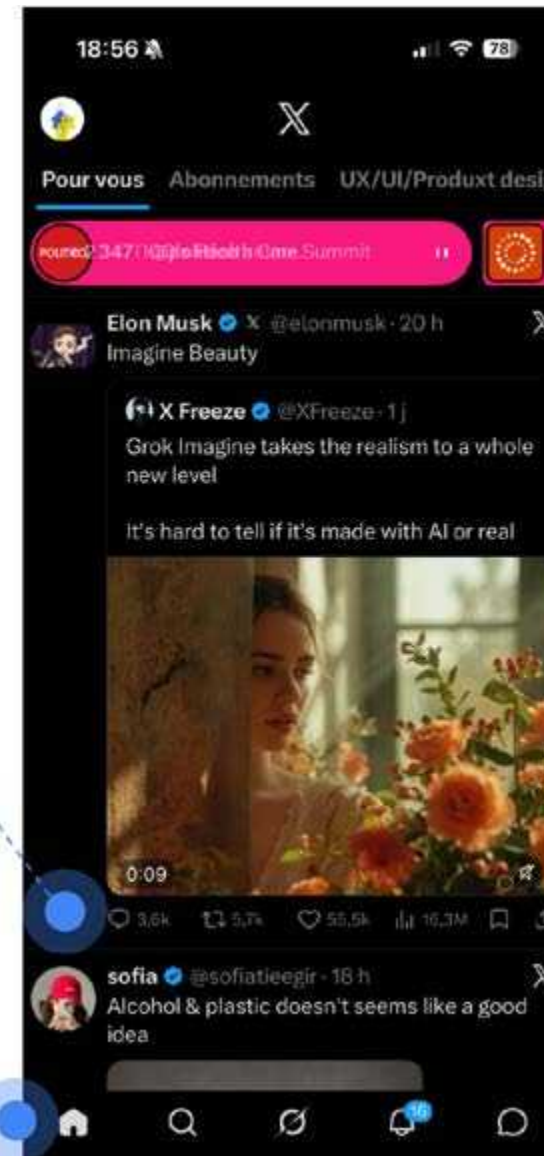 18:56
78
Pour vous Abonnements UX/UI/Produxt desi
Summit
Elon Musk @elonmusk · 20 h
Imagine Beauty
X Freeze @XFreeze · 1 j
Grok Imagine takes the realism to a whole
new level
It's hard to tell if it's made with AI or real
0:09
3,6k 5,7k 55,5k 16,3M
sofia @sofiatieegir · 18 h
Alcohol & plastic doesn't seems like a good
idea
16